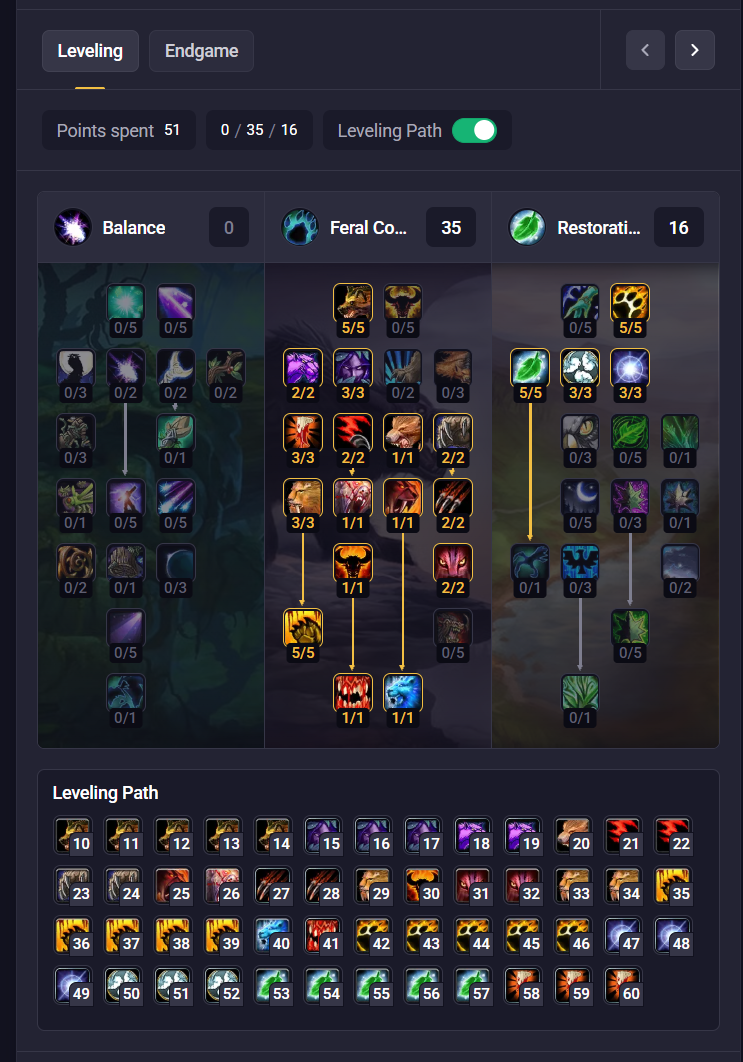 Leveling Endgame
Points spent 51 0 / 35 / 16 Leveling Path
Balance 0 Feral Co... 35 Restorati... 16
0/5 0/5 5/5 0/5 0/5 5/5
0/3 0/2 0/2 0/2 2/2 3/3 0/2 0/3 5/5 3/3 3/3
0/3 0/1 3/3 2/2 1/1 2/2 0/3 0/5 0/1
0/1 0/5 0/5 3/3 1/1 1/1 2/2 0/5 0/3 0/1
0/2 0/1 0/3 1/1 2/2 0/1 0/3 0/2
0/5 5/5 0/5 0/5
0/1 1/1 1/1 0/1
Leveling Path
10 11 12 13 14 15 16 17 18 19 20 21 22
23 24 25 26 27 28 29 30 31 32 33 34 35
36 37 38 39 40 41 42 43 44 45 46 47 48
49 50 51 52 53 54 55 56 57 58 59 60